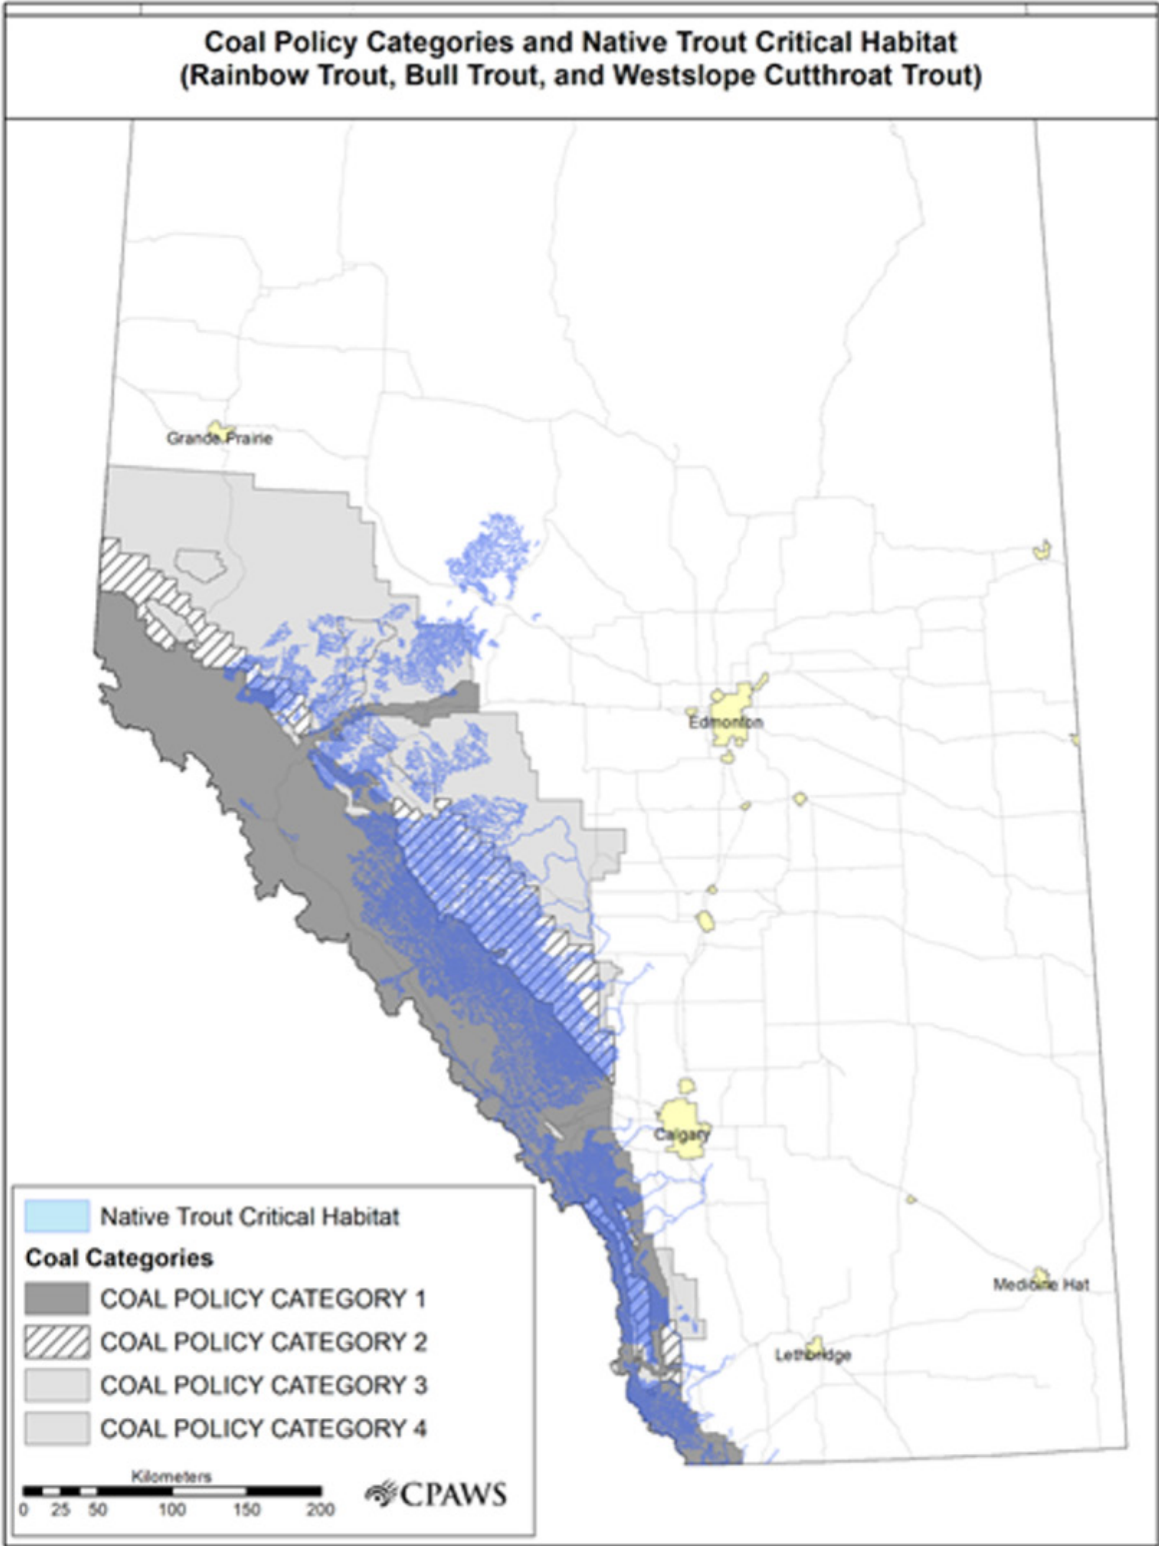 Coal Policy Categories and Native Trout Critical Habitat
(Rainbow Trout, Bull Trout, and Westslope Cutthroat Trout)
Grande Prairie
Edmonton
Calgary
Medicine Hat
Lethbridge
Native Trout Critical Habitat
Coal Categories
COAL POLICY CATEGORY 1
COAL POLICY CATEGORY 2
COAL POLICY CATEGORY 3
COAL POLICY CATEGORY 4
Kilometers
0 25 50 100 150 200
CPAWS